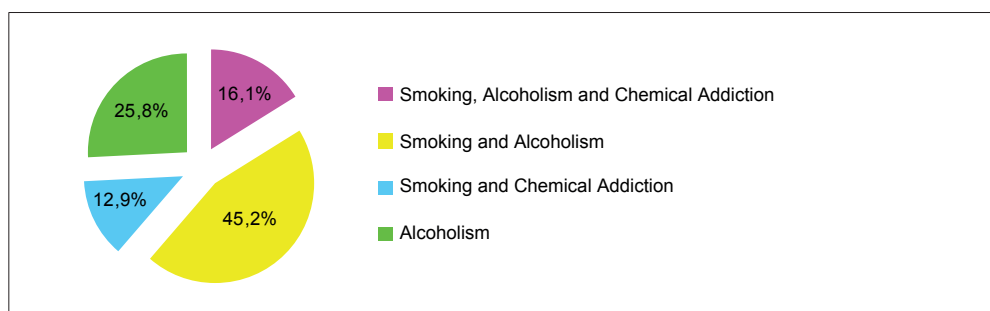 16,1%
Smoking, Alcoholism and Chemical Addiction
25,8%
Smoking and Alcoholism
12,9%
Smoking and Chemical Addiction
45,2%
Alcoholism